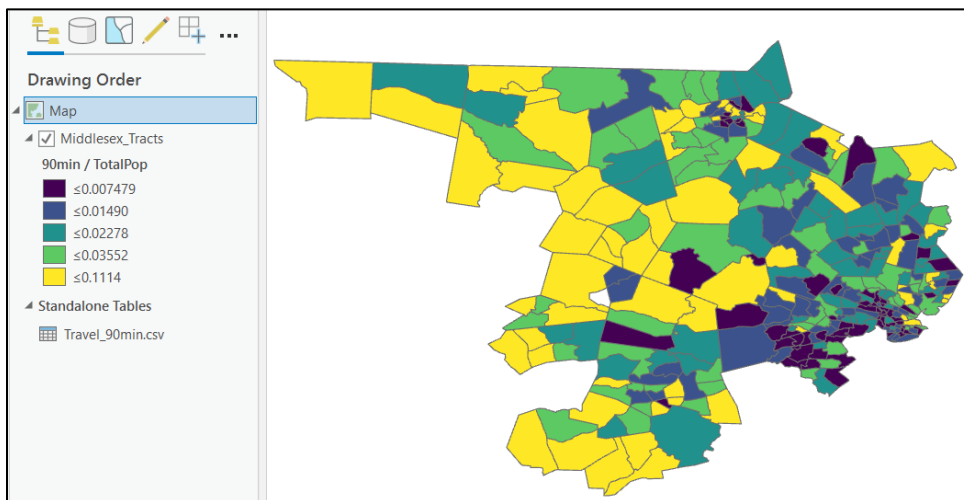 Drawing Order
Map
Middlesex_Tracts
90min / TotalPop
≤0.007479
≤0.01490
≤0.02278
≤0.03552
≤0.1114
Standalone Tables
Travel_90min.csv